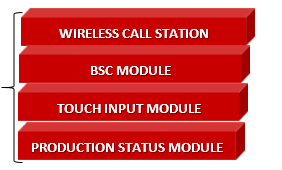 WIRELESS CALL STATION
BSC MODULE
TOUCH INPUT MODULE
PRODUCTION STATUS MODULE